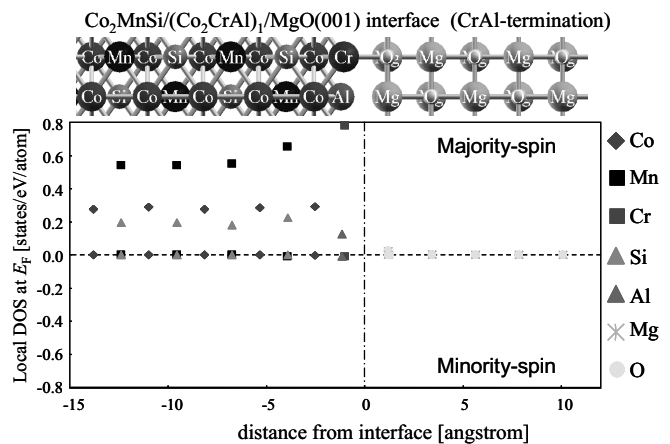 Co2MnSi/(Co2CrAl)1/MgO(001) interface (CrAl-termination)
Co Mn Co Si Co Mn Co Si Co Cr O Mg O Mg O
Co Si Co Mn Co Si Co Mn Co Al Mg O Mg O Mg
Local DOS at EF [states/eV/atom]
0.8
0.6
0.4
0.2
0.0
-0.2
-0.4
-0.6
-0.8
Majority-spin
Minority-spin
-15 -10 -5 0 5 10
distance from interface [angstrom]
Co
Mn
Cr
Si
Al
Mg
O